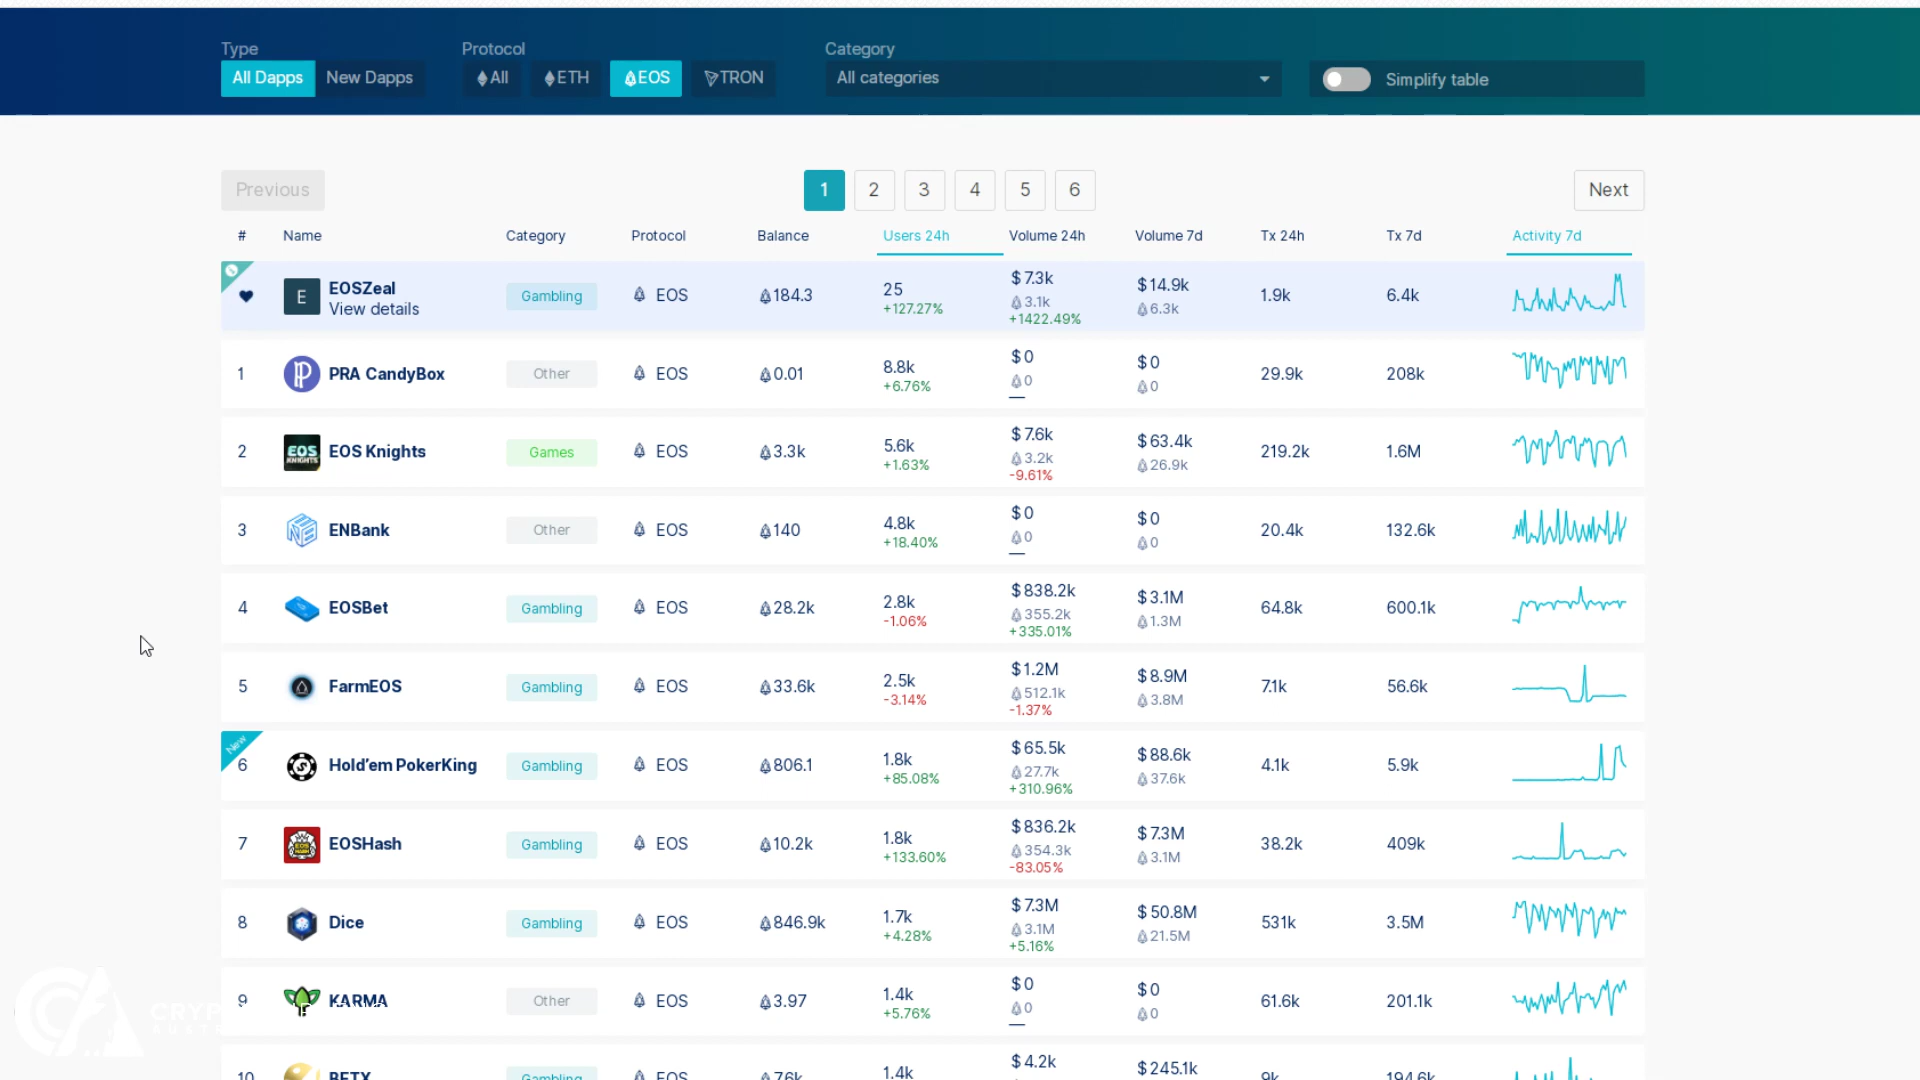 Type
Protocol
Category
All Dapps New Dapps
All ETH EOS TRON
All categories
Simplify table
Previous
1 2 3 4 5 6
Next
# Name Category Protocol Balance Users 24h Volume 24h Volume 7d Tx 24h Tx 7d Activity 7d
E EOSZeal
View details
Gambling EOS 184.3
25
+127.27%
$ 7.3k
3.1k
+1422.49%
$ 14.9k
6.3k
1.9k 6.4k
1 PRA CandyBox Other EOS 0.01
8.8k
+6.76%
$ 0
0
—
$ 0
0
29.9k 208k
2 EOS KNIGHTS EOS Knights Games EOS 3.3k
5.6k
+1.63%
$ 7.6k
3.2k
-9.61%
$ 63.4k
26.9k
219.2k 1.6M
3 ENBank Other EOS 140
4.8k
+18.40%
$ 0
0
—
$ 0
0
20.4k 132.6k
4 EOSBet Gambling EOS 28.2k
2.8k
-1.06%
$ 838.2k
355.2k
+335.01%
$ 3.1M
1.3M
64.8k 600.1k
5 FarmEOS Gambling EOS 33.6k
2.5k
-3.14%
$ 1.2M
512.1k
-1.37%
$ 8.9M
3.8M
7.1k 56.6k
New
6 Hold’em PokerKing Gambling EOS 806.1
1.8k
+85.08%
$ 65.5k
27.7k
+310.96%
$ 88.6k
37.6k
4.1k 5.9k
7 EOSHash Gambling EOS 10.2k
1.8k
+133.60%
$ 836.2k
354.3k
-83.05%
$ 7.3M
3.1M
38.2k 409k
8 Dice Gambling EOS 846.9k
1.7k
+4.28%
$ 7.3M
3.1M
+5.16%
$ 50.8M
21.5M
531k 3.5M
9 KARMA Other EOS 3.97
1.4k
+5.76%
$ 0
0
—
$ 0
0
61.6k 201.1k
10 BETX Gambling EOS 76k
1.4k
$ 4.2k
$ 245.1k
9k 194.6k